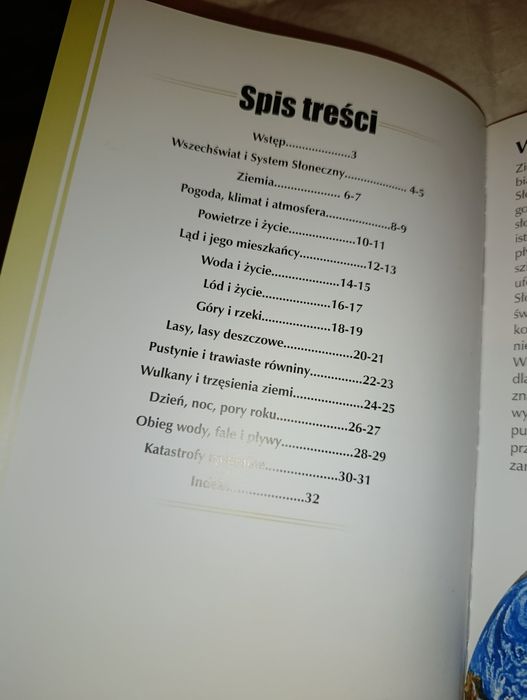 Spis treści
Wstęp.....................3
Wszechświat i System Słoneczny.................... 4-5
Ziemia..................... 6-7
Pogoda, klimat i atmosfera.....................8-9
Powietrze i życie.....................10-11
Ląd i jego mieszkańcy.....................12-13
Woda i życie.....................14-15
Lód i życie.....................16-17
Góry i rzeki.....................18-19
Lasy, lasy deszczowe.....................20-21
Pustynie i trawiaste równiny.................22-23
Wulkany i trzęsienia ziemi.....................24-25
Dzień, noc, pory roku.....................26-27
Obieg wody, fale i pływy.....................28-29
Katastrofy .....................30-31
Indeks.....................32